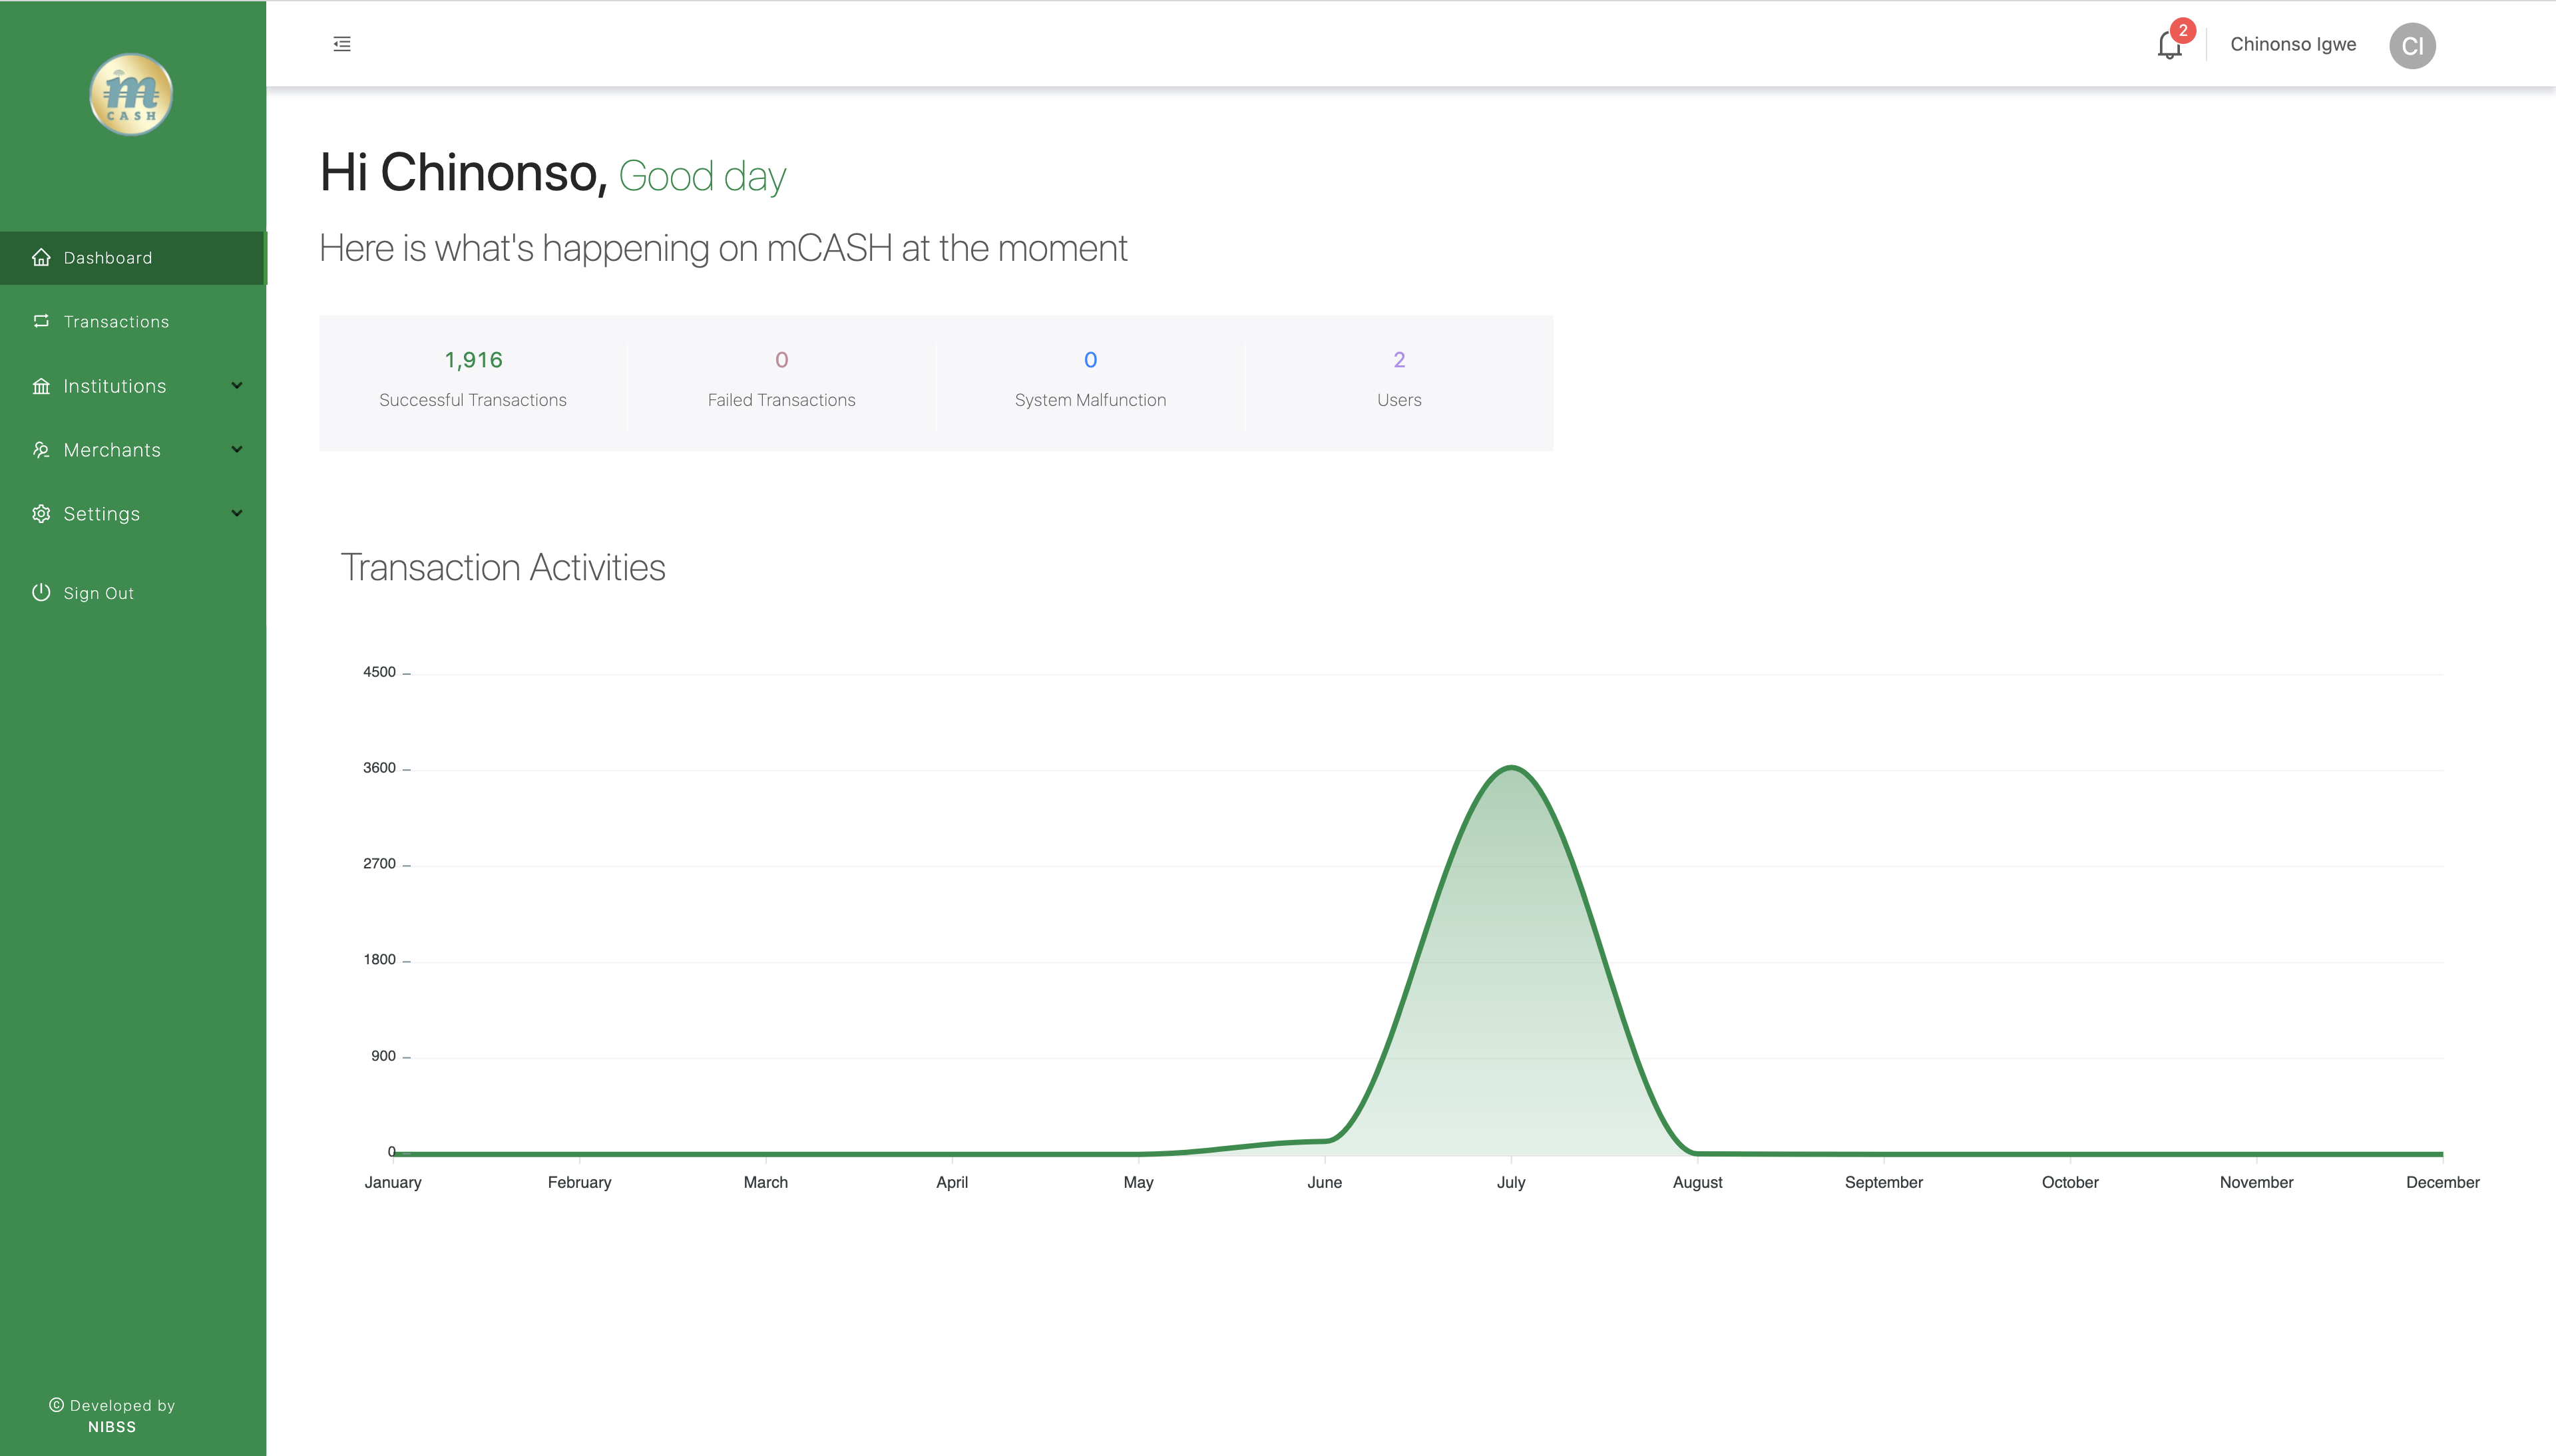 m
CASH
2
Chinonso Igwe
CI
Dashboard
Transactions
Institutions
Merchants
Settings
Sign Out
© Developed by
NIBSS
Hi Chinonso, Good day
Here is what's happening on mCASH at the moment
1,916
Successful Transactions
0
Failed Transactions
0
System Malfunction
2
Users
Transaction Activities
4500
3600
2700
1800
900
0
January February March April May June July August September October November December